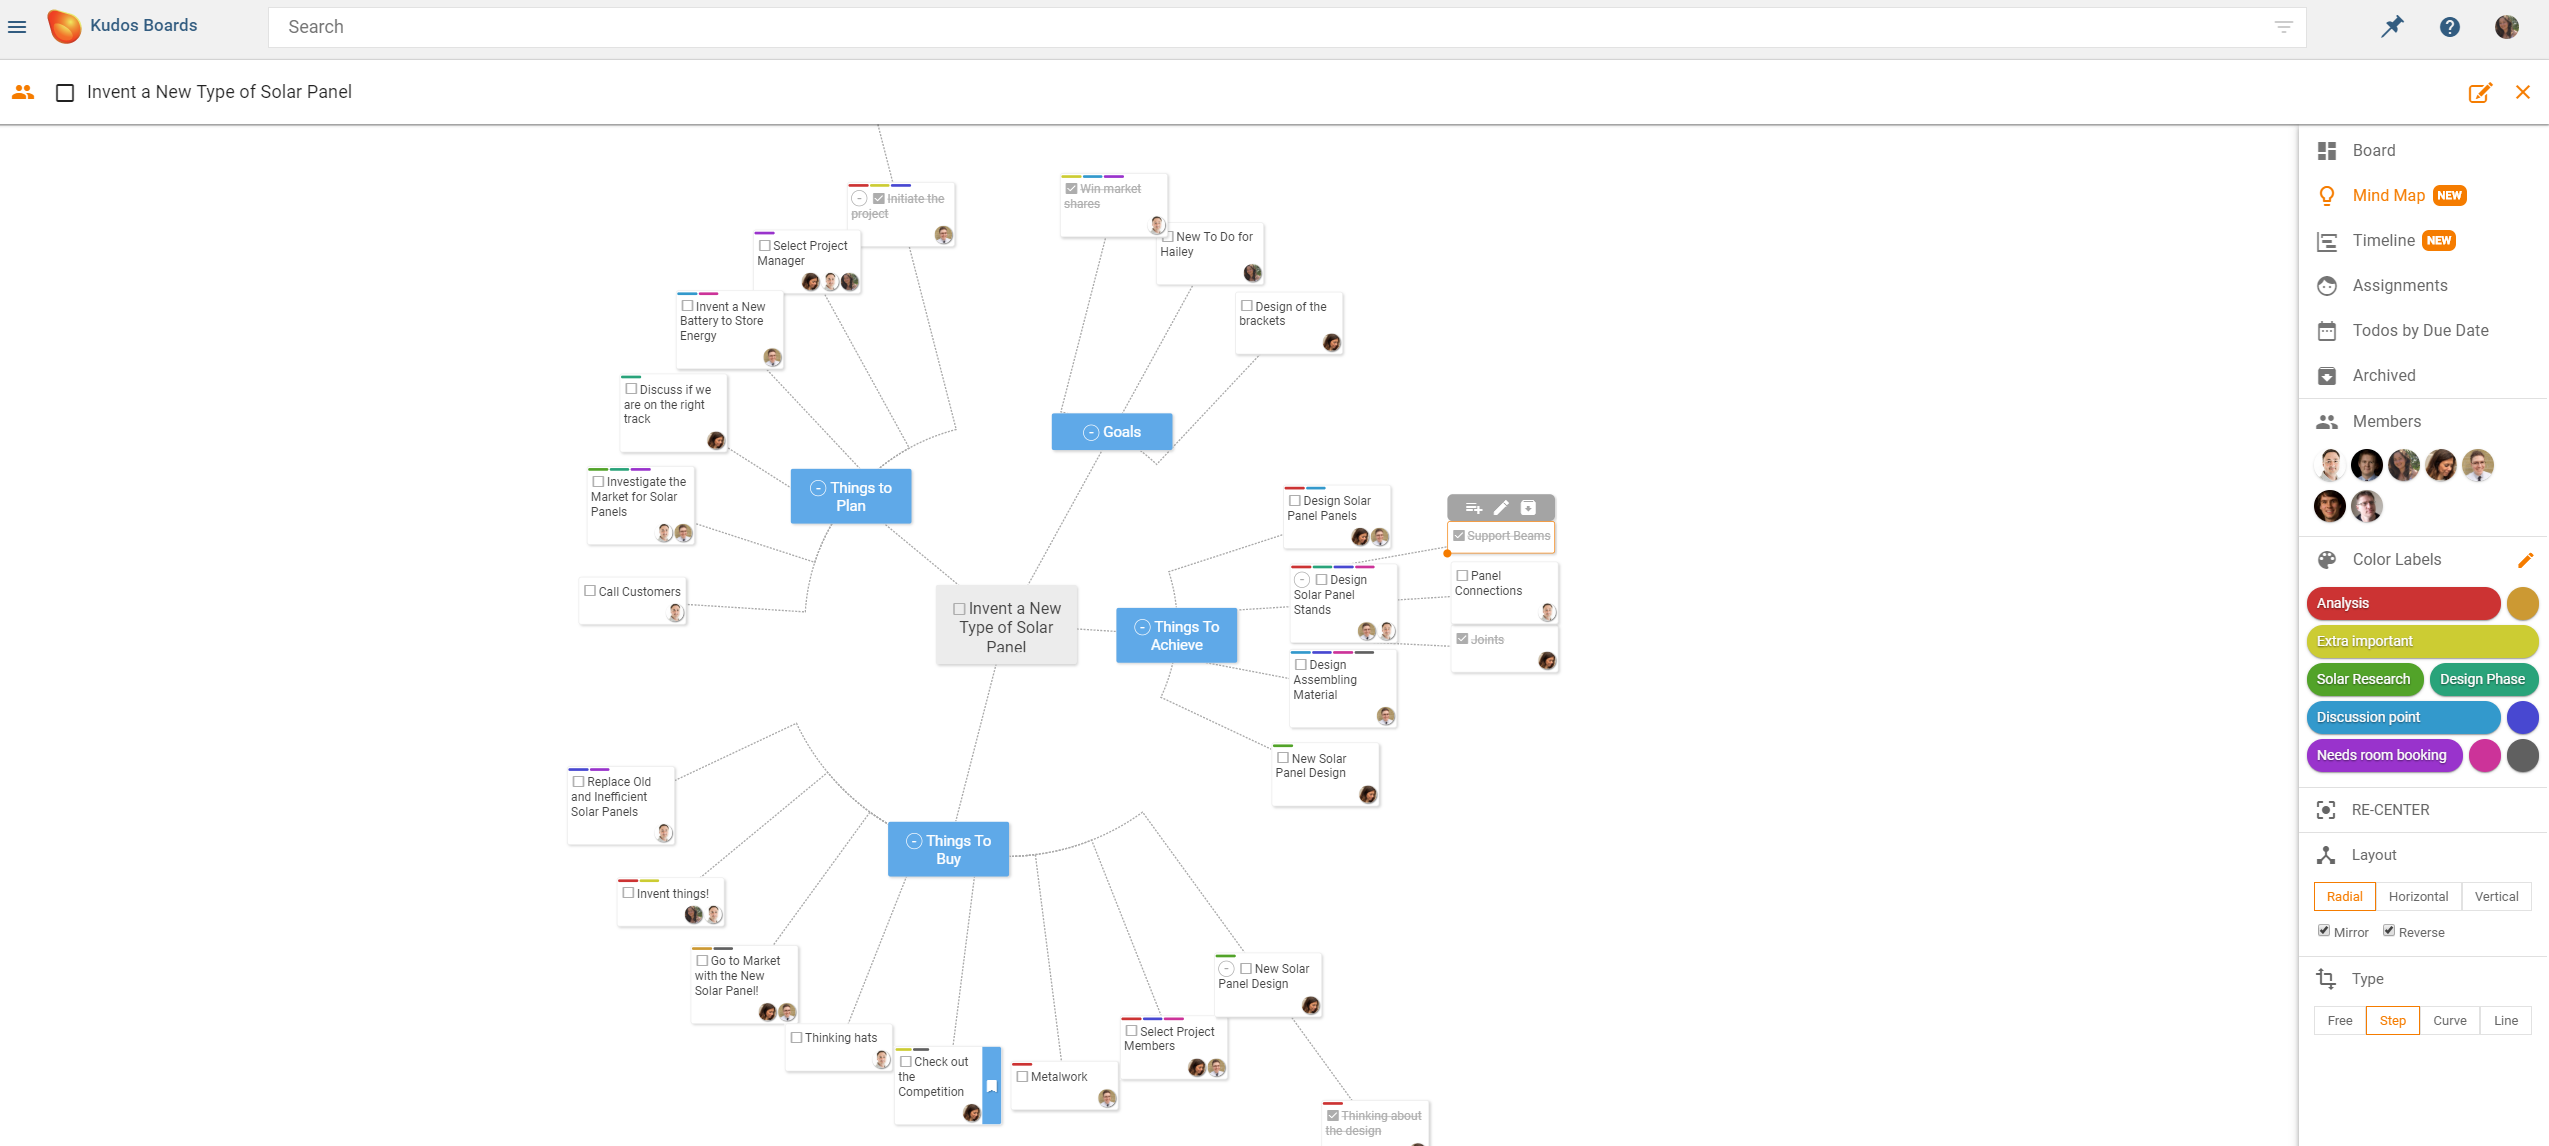 Kudos Boards
Search
Invent a New Type of Solar Panel
Initiate the
project
Select Project
Manager
Invent a New
Battery to Store
Energy
Discuss if we
are on the right
track
Investigate the
Market for Solar
Panels
Call Customers
Things to
Plan
Win market
shares
New To Do for
Hailey
Design of the
brackets
Goals
Invent a New
Type of Solar
Panel
Things To
Achieve
Design Solar
Panel Panels
Design
Solar Panel
Stands
Design
Assembling
Material
New Solar
Panel Design
Support Beams
Panel
Connections
Joints
Things To
Buy
Replace Old
and Inefficient
Solar Panels
Invent things!
Go to Market
with the New
Solar Panel!
Thinking hats
Check out
the
Competition
Metalwork
Select Project
Members
New Solar
Panel Design
Thinking about
the design
Board
Mind Map NEW
Timeline NEW
Assignments
Todos by Due Date
Archived
Members
Color Labels
Analysis
Extra important
Solar Research Design Phase
Discussion point
Needs room booking
RE-CENTER
Layout
Radial Horizontal Vertical
Mirror Reverse
Type
Free Step Curve Line